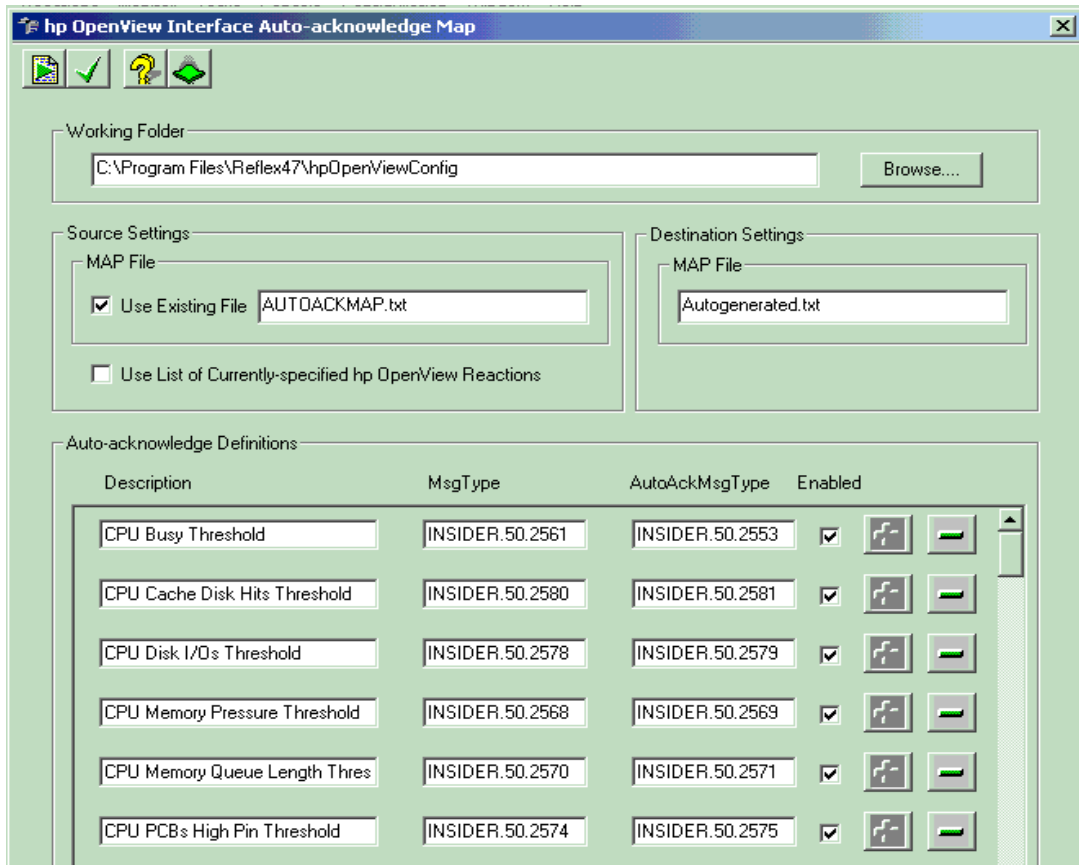 hp OpenView Interface Auto-acknowledge Map
Working Folder
C:\Program Files\Reflex47\hpOpenViewConfig
Browse....
Source Settings
MAP File
Use Existing File AUTOACKMAP.txt
Use List of Currently-specified hp OpenView Reactions
Destination Settings
MAP File
Autogenerated.txt
Auto-acknowledge Definitions
Description MsgType AutoAckMsgType Enabled
CPU Busy Threshold INSIDER.50.2561 INSIDER.50.2553
CPU Cache Disk Hits Threshold INSIDER.50.2580 INSIDER.50.2581
CPU Disk I/Os Threshold INSIDER.50.2578 INSIDER.50.2579
CPU Memory Pressure Threshold INSIDER.50.2568 INSIDER.50.2569
CPU Memory Queue Length Thres INSIDER.50.2570 INSIDER.50.2571
CPU PCBs High Pin Threshold INSIDER.50.2574 INSIDER.50.2575